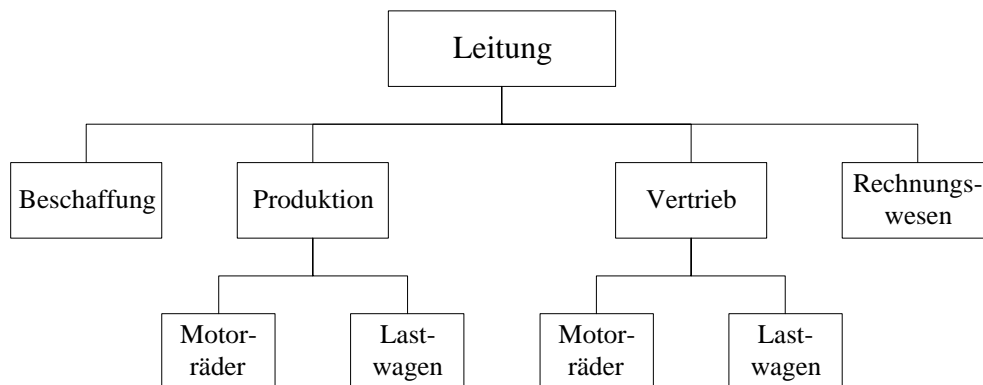 Leitung
Beschaffung
Produktion
Vertrieb
Rechnungs-
wesen
Motor-
räder
Last-
wagen
Motor-
räder
Last-
wagen